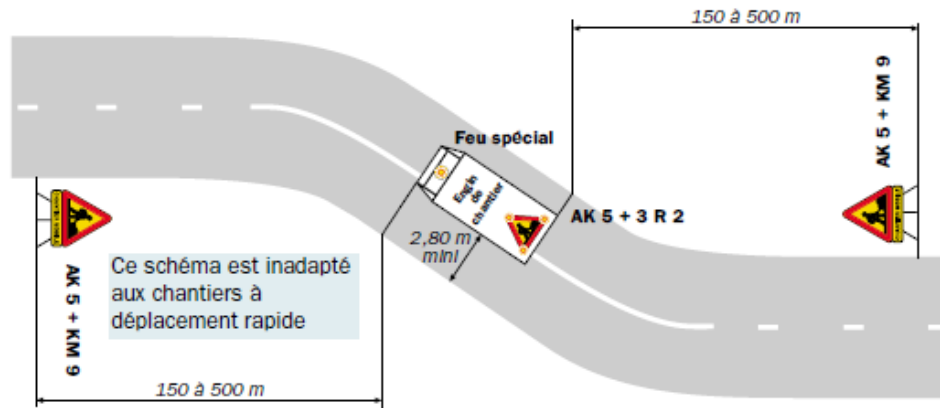 150 à 500 m
AK 5 + KM 9
Feu spécial
Engin
de
chantier
AK 5 + 3 R 2
2,80 m
mini
Ce schéma est inadapté
aux chantiers à
déplacement rapide
AK 5 + KM 9
150 à 500 m